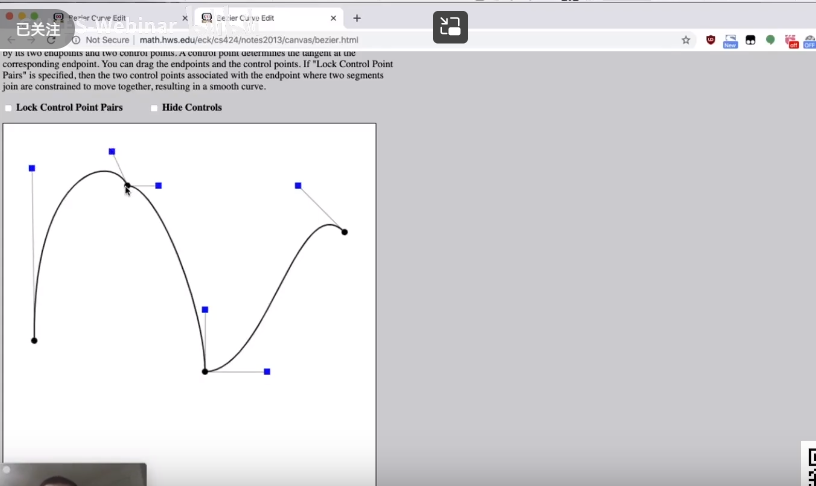 已关注
S-Webinar
Bezier Curve Edit
Bezier Curve Edit
Not Secure | math.hws.edu/eck/cs424/notes2013/canvas/bezier.html
New
off
OFF
by its two endpoints and two control points. A control point determines the tangent at the
corresponding endpoint. You can drag the endpoints and the control points. If "Lock Control Point
Pairs" is specified, then the two control points associated with the endpoint where two segments
join are constrained to move together, resulting in a smooth curve.
Lock Control Point Pairs Hide Controls